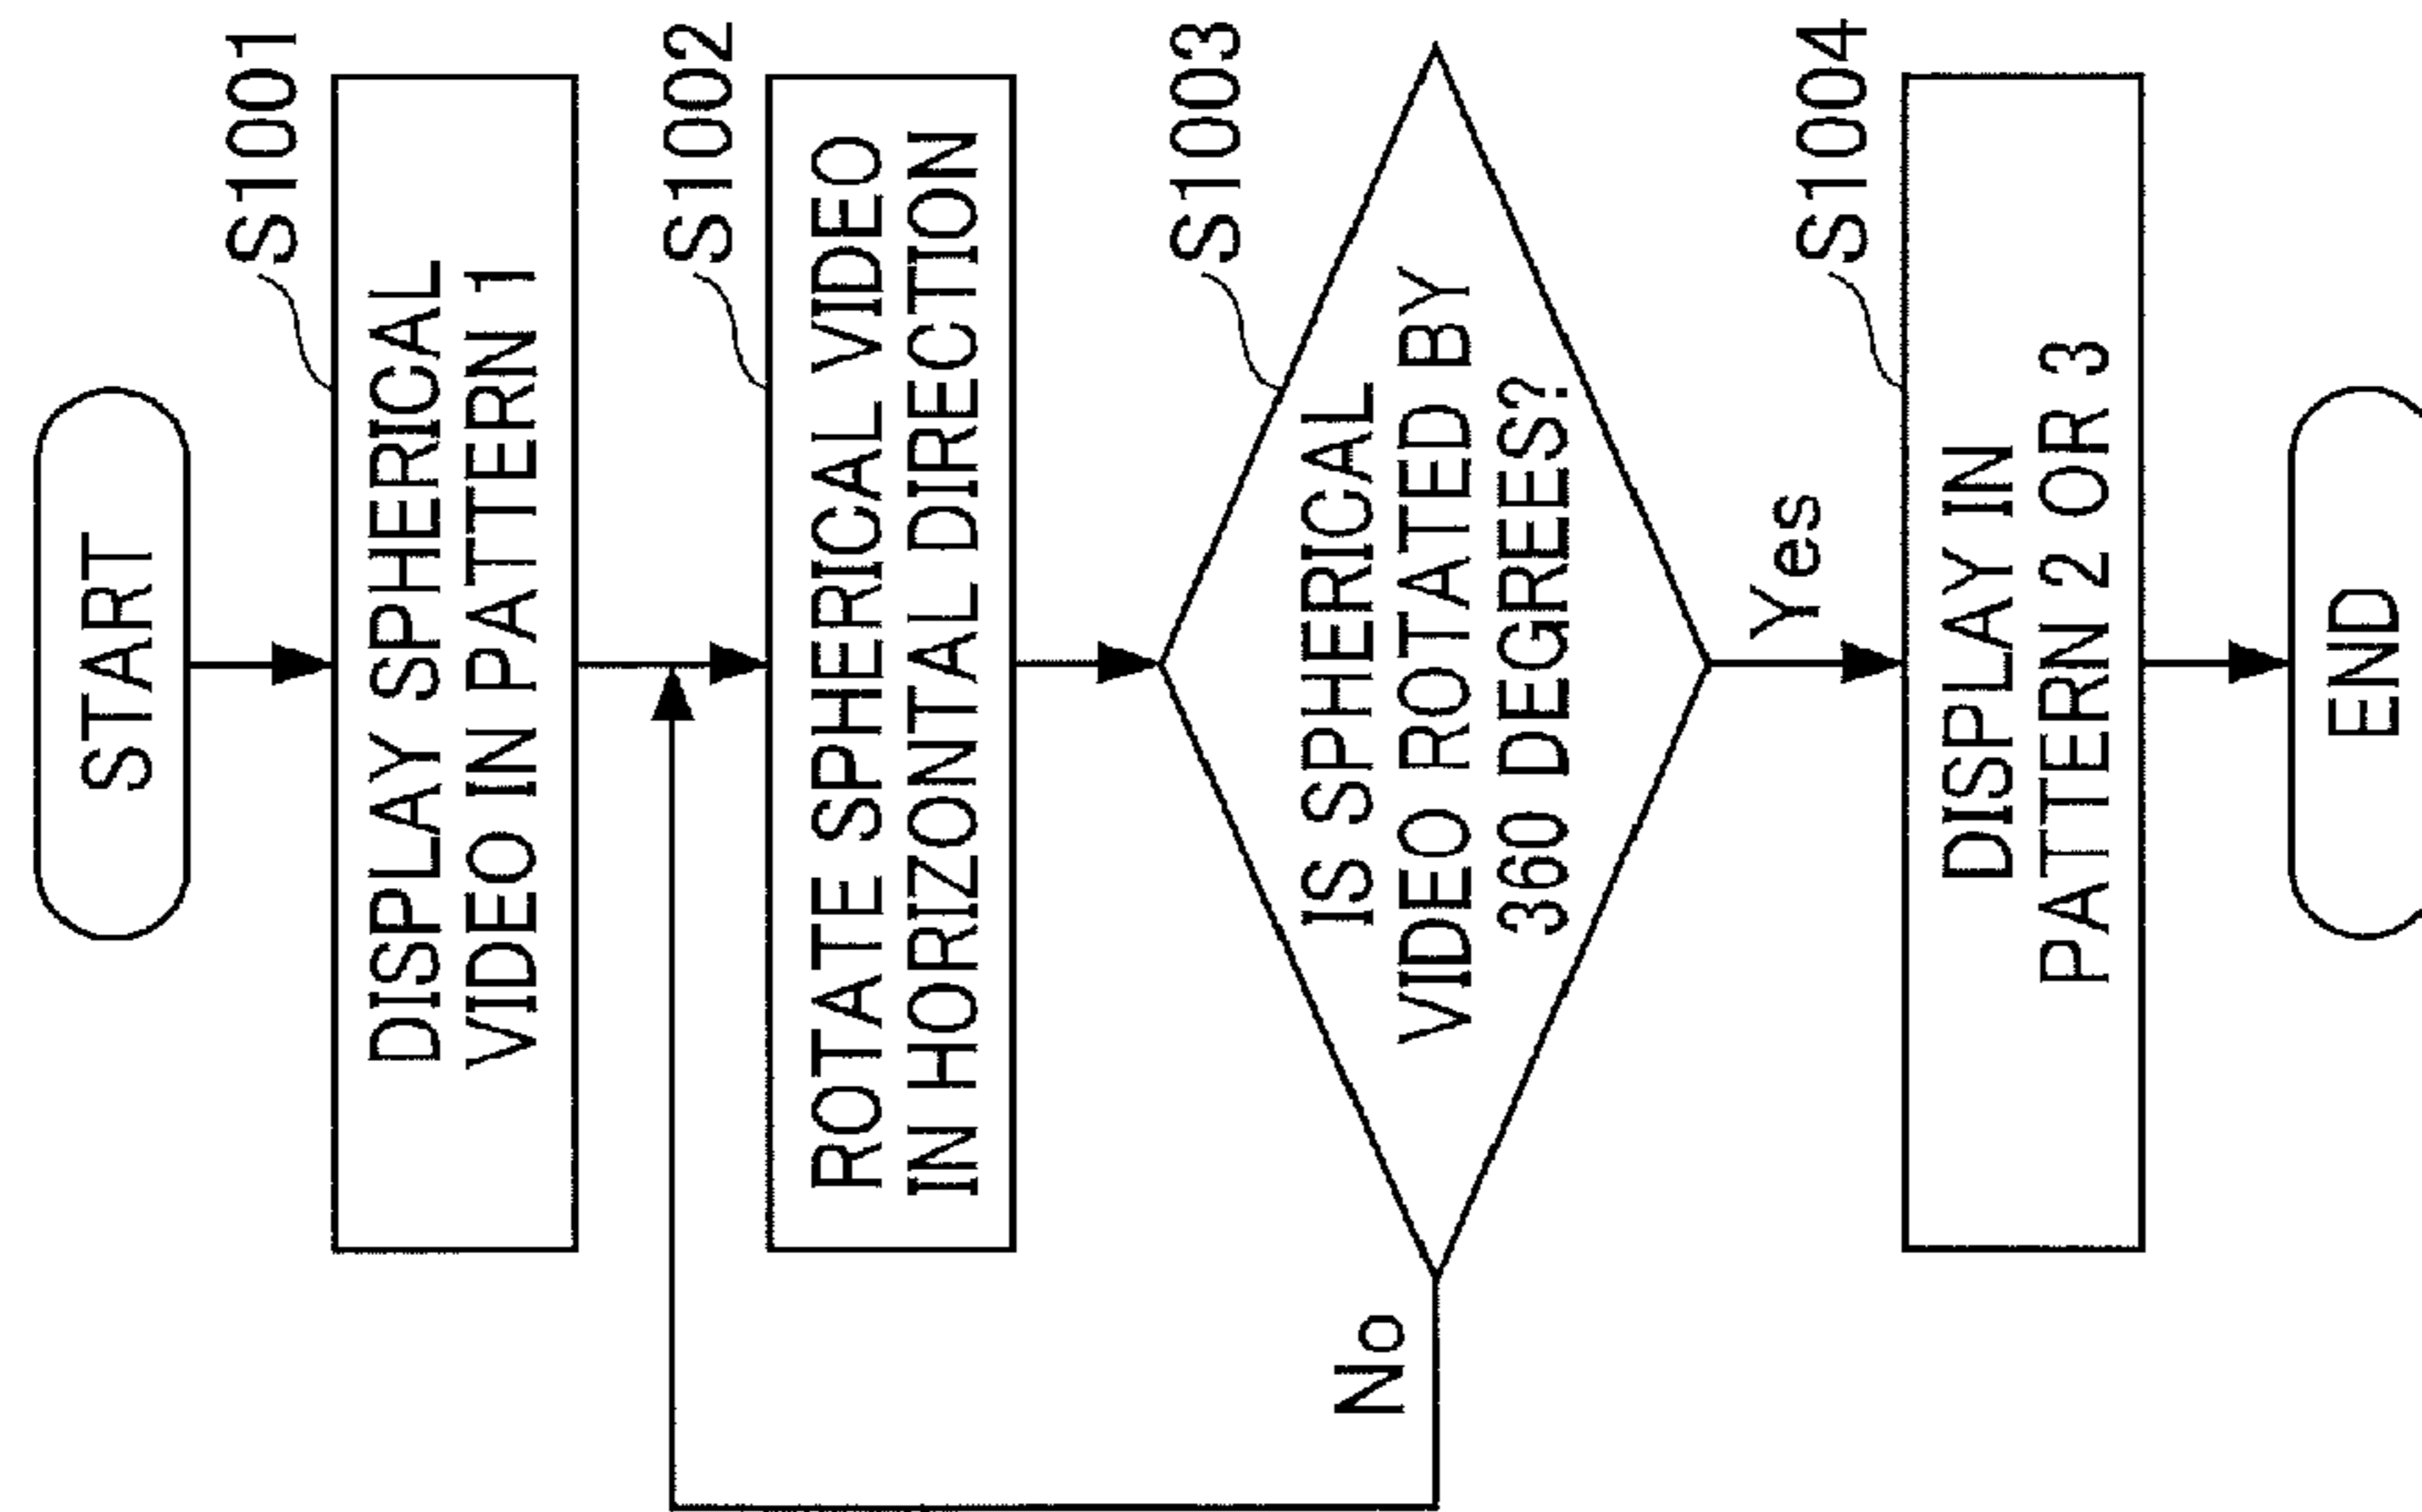 START
S1001
DISPLAY SPHERICAL
VIDEO IN PATTERN 1
S1002
ROTATE SPHERICAL VIDEO
IN HORIZONTAL DIRECTION
S1003
IS SPHERICAL
VIDEO ROTATED BY
360 DEGREES?
No
Yes
S1004
DISPLAY IN
PATTERN 2 OR 3
END